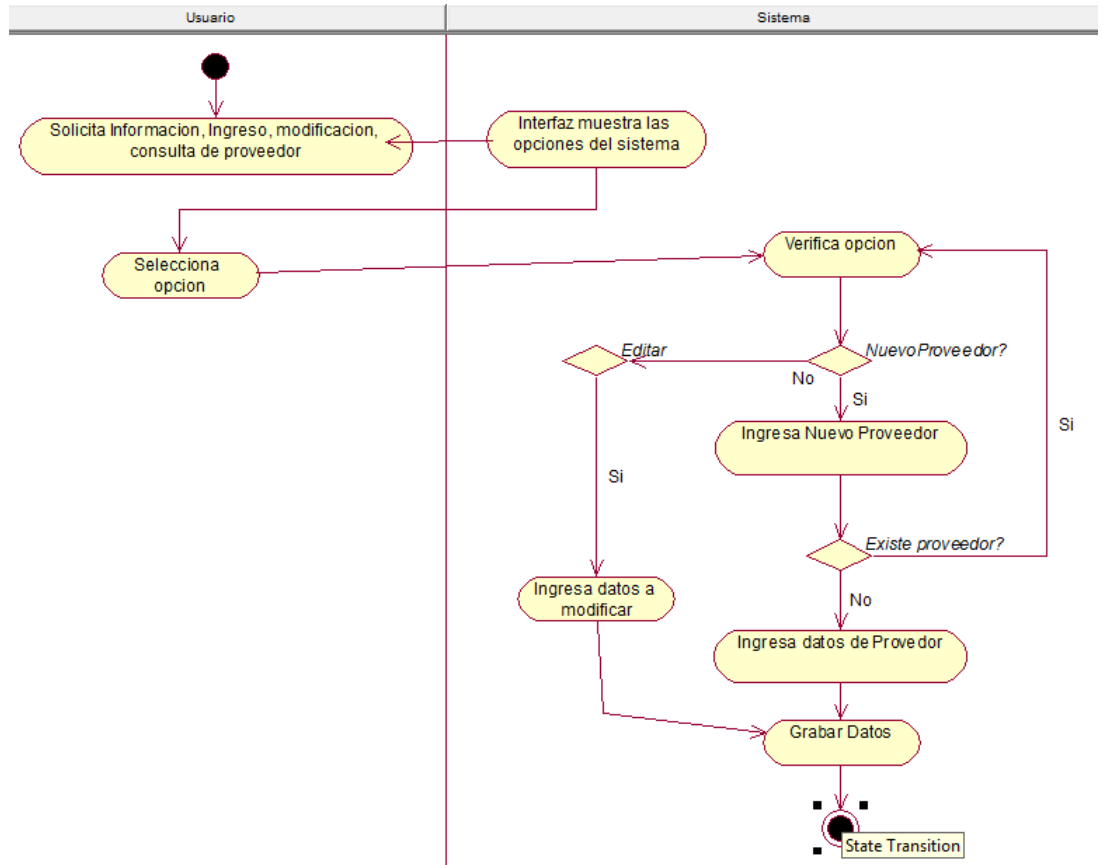 Usuario
Sistema
Solicita Informacion, Ingreso, modificacion,
consulta de proveedor
Interfaz muestra las
opciones del sistema
Selecciona
opcion
Verifica opcion
Editar
NuevoProveedor?
No
Si
Ingresa Nuevo Proveedor
Si
Si
Existe proveedor?
Ingresa datos a
modificar
No
Ingresa datos de Provedor
Grabar Datos
State Transition